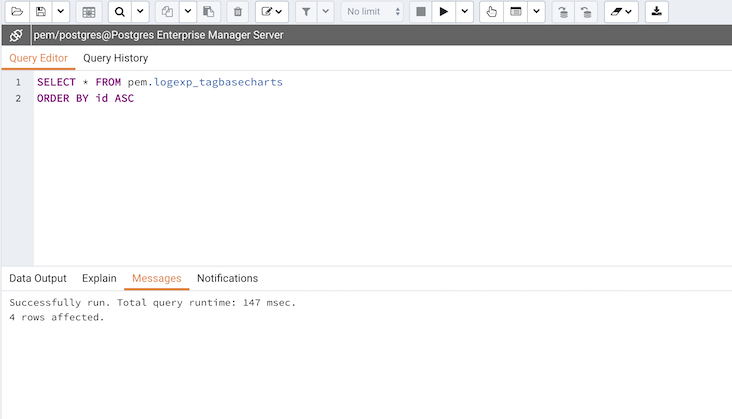 No limit
pem/postgres@Postgres Enterprise Manager Server
Query Editor Query History
1 SELECT * FROM pem.logexp_tagbasecharts
2 ORDER BY id ASC
Data Output Explain Messages Notifications
Successfully run. Total query runtime: 147 msec.
4 rows affected.